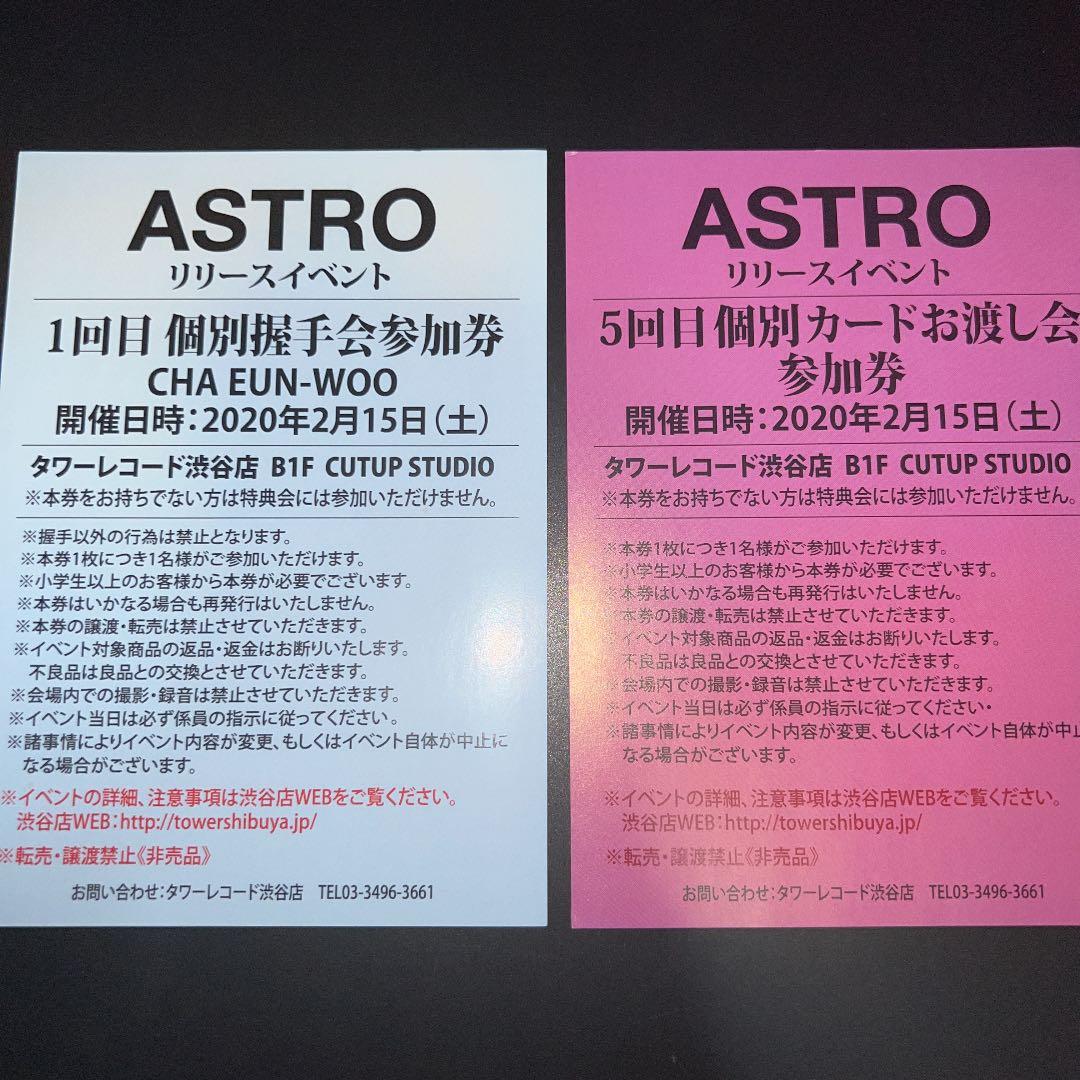 ASTRO
リリースイベント
1回目 個別握手会参加券
CHA EUN-WOO
開催日時：2020年2月15日（土）
タワーレコード渋谷店 B1F CUTUP STUDIO
※本券をお持ちでない方は特典会には参加いただけません。
※握手以外の行為は禁止となります。
※本券1枚につき1名様がご参加いただけます。
※小学生以上のお客様から本券が必要でございます。
※本券はいかなる場合も再発行はいたしません。
※本券の譲渡・転売は禁止させていただきます。
※イベント対象商品の返品・返金はお断りいたします。
不良品は良品との交換とさせていただきます。
※会場内での撮影・録音は禁止させていただきます。
※イベント当日は必ず係員の指示に従ってください。
※諸事情によりイベント内容が変更、もしくはイベント自体が中止に
なる場合がございます。
※イベントの詳細、注意事項は渋谷店WEBをご覧ください。
渋谷店WEB：http://towershibuya.jp/
※転売・譲渡禁止《非売品》
お問い合わせ：タワーレコード渋谷店 TEL03-3496-3661
ASTRO
リリースイベント
5回目 個別カードお渡し会
参加券
開催日時：2020年2月15日（土）
タワーレコード渋谷店 B1F CUTUP STUDIO
※本券をお持ちでない方は特典会には参加いただけません。
※本券1枚につき1名様がご参加いただけます。
※小学生以上のお客様から本券が必要でございます。
※本券はいかなる場合も再発行はいたしません。
※本券の譲渡・転売は禁止させていただきます。
※イベント対象商品の返品・返金はお断りいたします。
不良品は良品との交換とさせていただきます。
※会場内での撮影・録音は禁止させていただきます。
※イベント当日は必ず係員の指示に従ってください・
※諸事情によりイベント内容が変更、もしくはイベント自体が中止
なる場合がございます。
※イベントの詳細、注意事項は渋谷店WEBをご覧ください。
渋谷店WEB：http://towershibuya.jp/
※転売・譲渡禁止《非売品》
お問い合わせ：タワーレコード渋谷店 TEL03-3496-3661